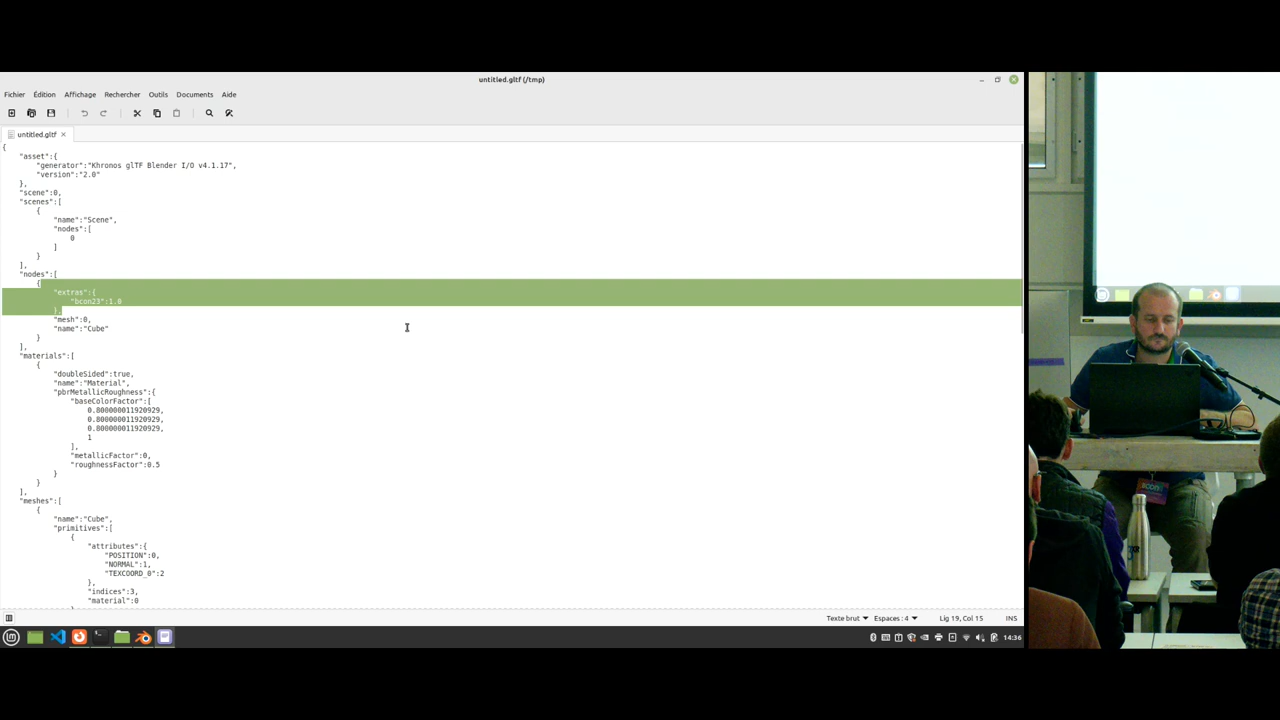 untitled.gltf (/tmp)
Fichier Édition Affichage Rechercher Outils Documents Aide
untitled.gltf
{
"asset":{
"generator":"Khronos glTF Blender I/O v4.1.17",
"version":"2.0"
},
"scene":0,
"scenes":[
{
"name":"Scene",
"nodes":[
0
]
}
],
"nodes":[
{
"extras":{
"bcon23":1.0
},
"mesh":0,
"name":"Cube"
}
],
"materials":[
{
"doubleSided":true,
"name":"Material",
"pbrMetallicRoughness":{
"baseColorFactor":[
0.800000011920929,
0.800000011920929,
0.800000011920929,
1
],
"metallicFactor":0,
"roughnessFactor":0.5
}
}
],
"meshes":[
{
"name":"Cube",
"primitives":[
{
"attributes":{
"POSITION":0,
"NORMAL":1,
"TEXCOORD_0":2
},
"indices":3,
"material":0
Texte brut Espaces : 4 Lig 19, Col 15 INS
14:36